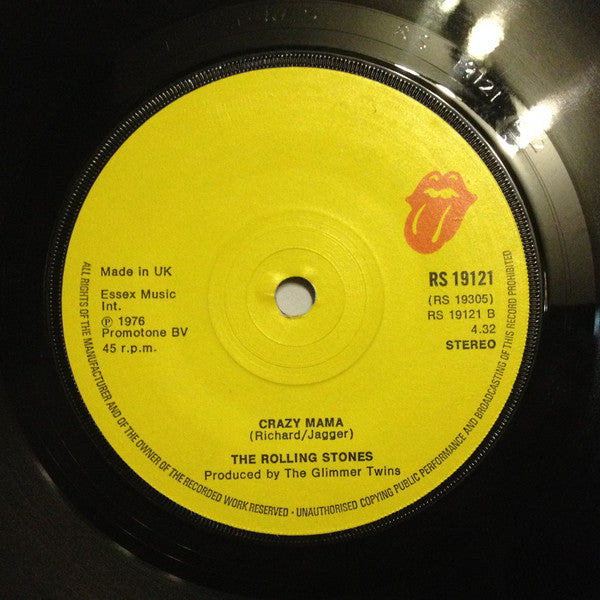 Made in UK
Essex Music
Int.
℗ 1976
Promotone BV
45 r.p.m.
RS 19121
(RS 19305)
RS 19121 B
4.32
STEREO
CRAZY MAMA
(Richard/Jagger)
THE ROLLING STONES
Produced by The Glimmer Twins
ALL RIGHTS OF THE MANUFACTURER AND OF THE OWNER OF THE RECORDED WORK RESERVED • UNAUTHORISED COPYING PUBLIC PERFORMANCE AND BROADCASTING OF THIS RECORD PROHIBITED